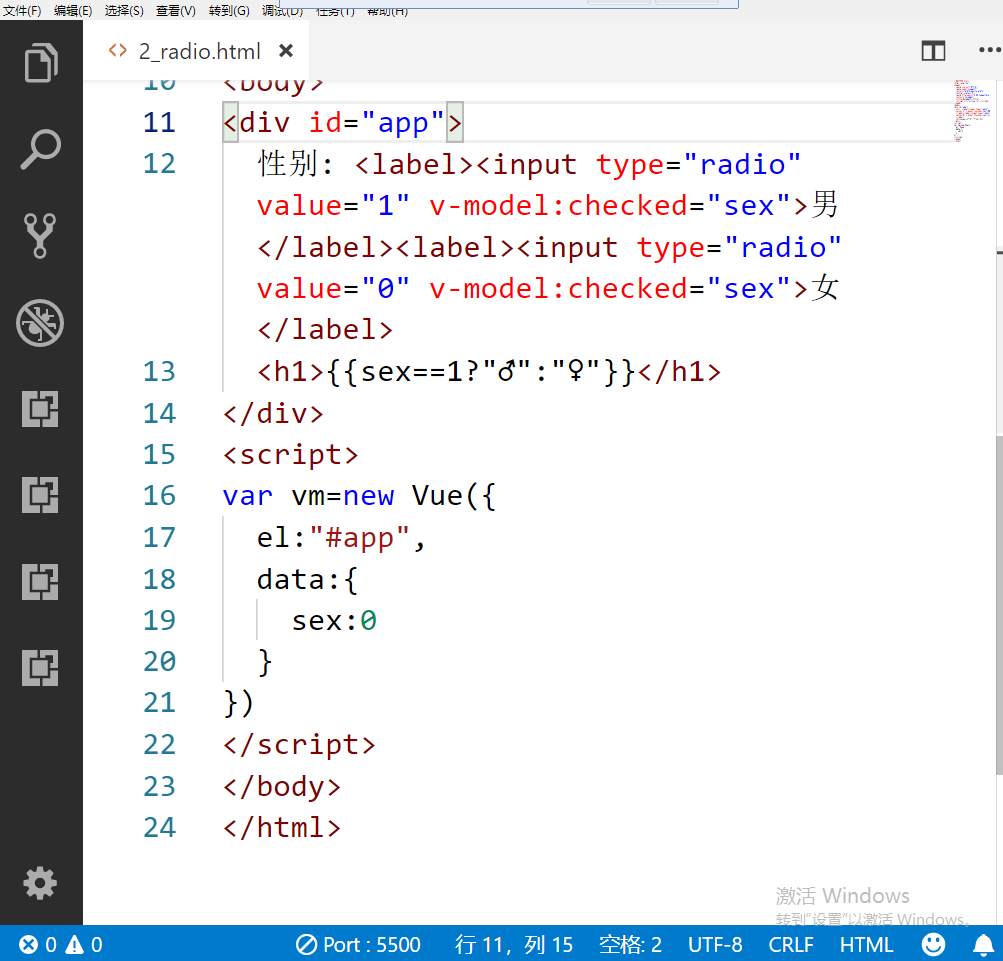 文件(F) 编辑(E) 选择(S) 查看(V) 转到(G) 调试(D) 任务(T) 帮助(H)
<> 2_radio.html ×
10 <body>
11 <div id="app">
12 性别: <label><input type="radio"
value="1" v-model:checked="sex">男
</label><label><input type="radio"
value="0" v-model:checked="sex">女
</label>
13 <h1>{{sex==1?"♂":"♀"}}</h1>
14 </div>
15 <script>
16 var vm=new Vue({
17 el:"#app",
18 data:{
19 sex:0
20 }
21 })
22 </script>
23 </body>
24 </html>
激活 Windows
转到"设置"以激活 Windows。
0 0 Port : 5500 行 11，列 15 空格: 2 UTF-8 CRLF HTML